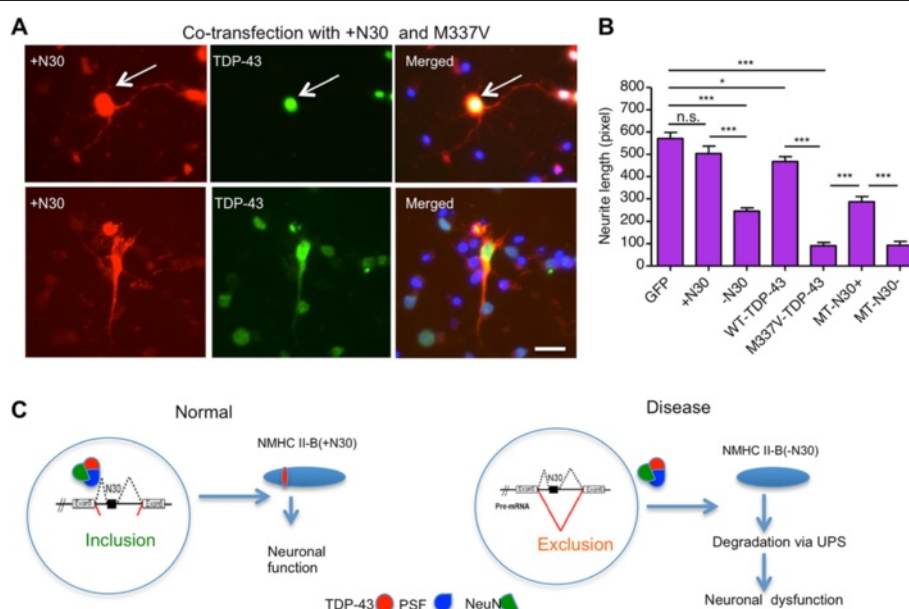 A
Co-transfection with +N30 and M337V
+N30
TDP-43
Merged
+N30
TDP-43
Merged
B
Neurite length (pixel)
800
700
600
500
400
300
200
100
0
***
*
***
n.s.
***
***
***
***
GFP
+N30
-N30
WT-TDP-43
M337V-TDP-43
MT-N30+
MT-N30-
C
Normal
N30
Inclusion
NMHC II-B(+N30)
Neuronal
function
Disease
N30
Pre-mRNA
Exclusion
NMHC II-B(-N30)
Degradation via UPS
Neuronal dysfunction
TDP-43 PSF NeuN